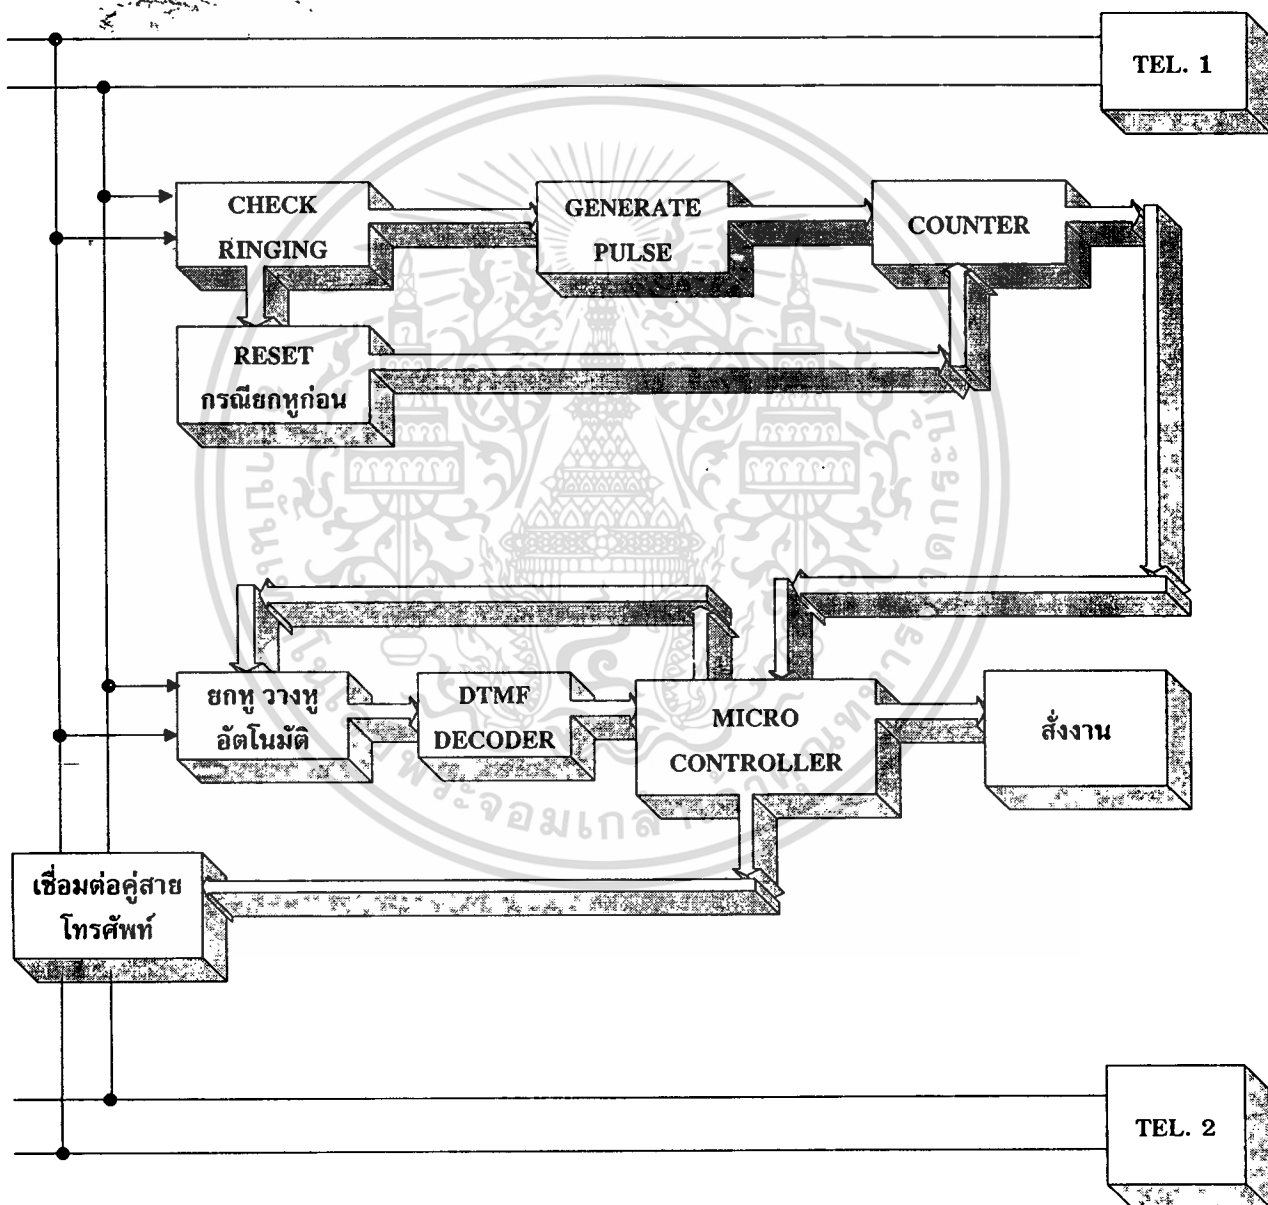 TEL. 1
CHECK
RINGING
GENERATE
PULSE
COUNTER
RESET
กรณียกหูก่อน
ยกหู วางหู
อัตโนมัติ
DTMF
DECODER
MICRO
CONTROLLER
สั่งงาน
เชื่อมต่อคู่สาย
โทรศัพท์
TEL. 2